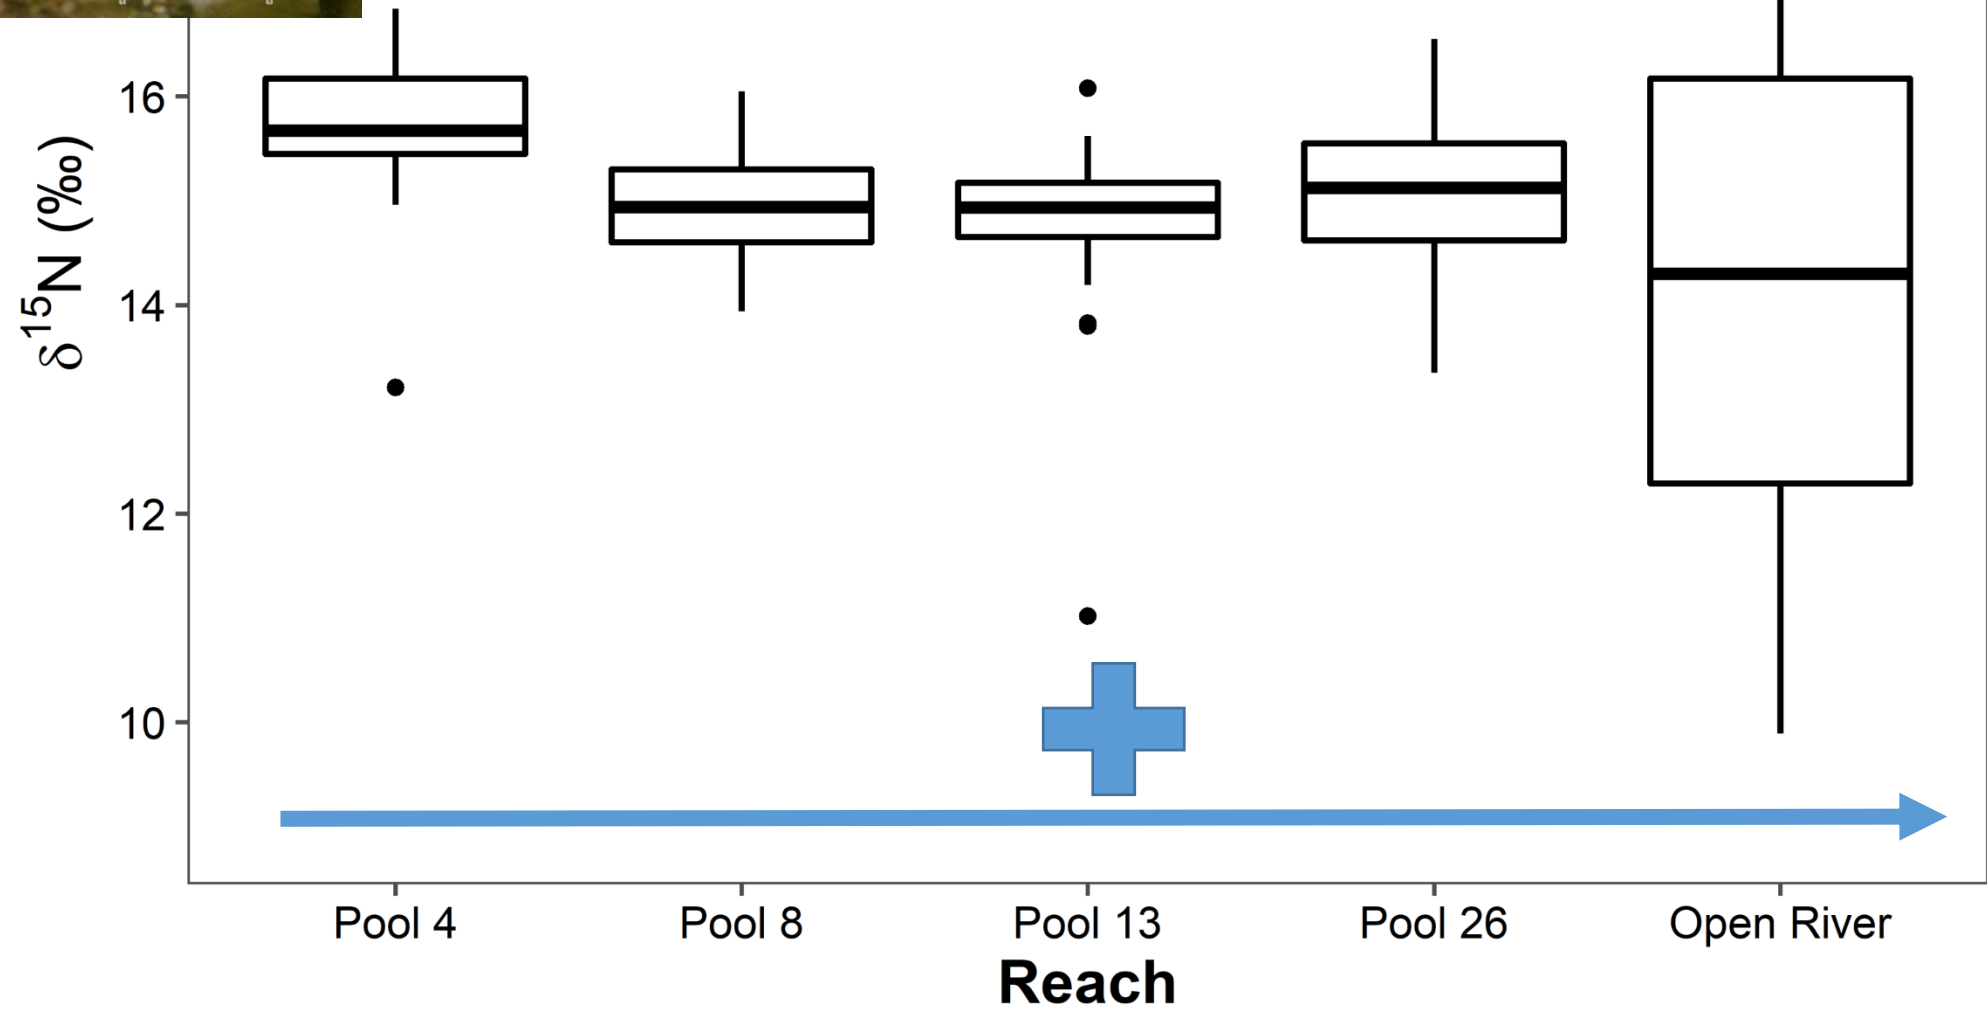 16
14
12
10
δ¹⁵N (‰)
Pool 4 Pool 8 Pool 13 Pool 26 Open River
Reach